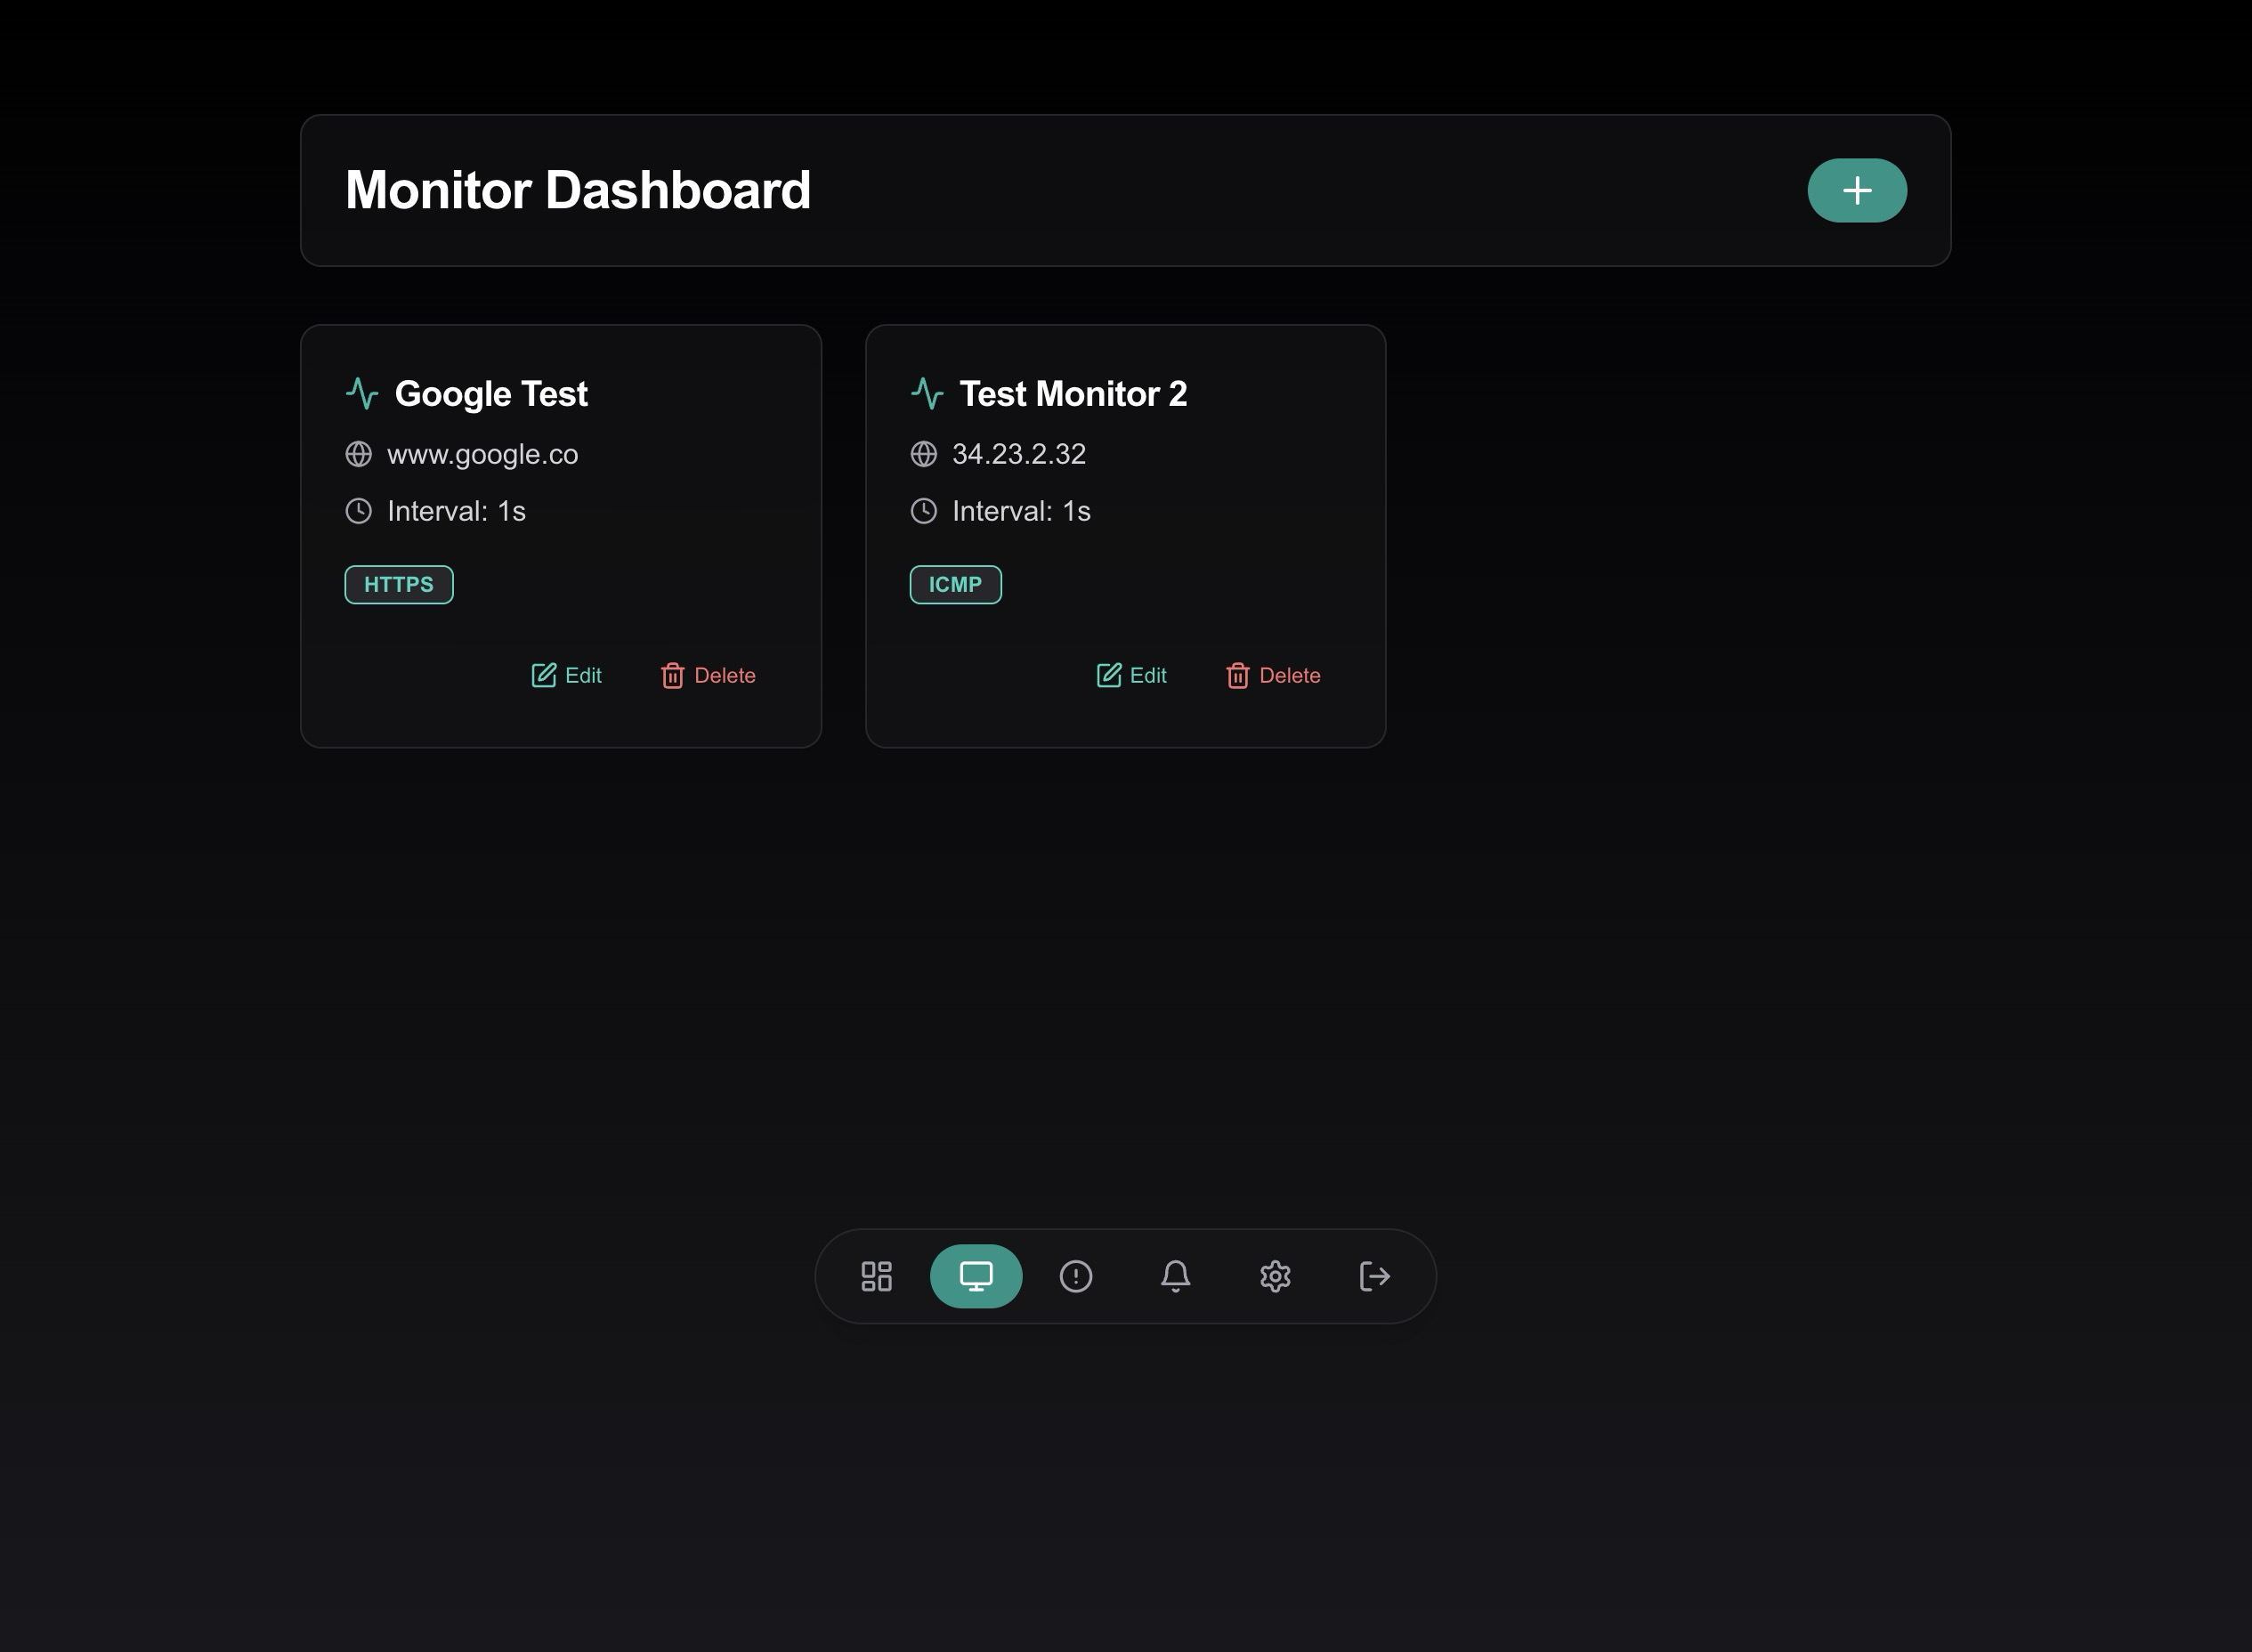 Monitor Dashboard
Google Test
www.google.co
Interval: 1s
HTTPS
Edit
Delete
Test Monitor 2
34.23.2.32
Interval: 1s
ICMP
Edit
Delete